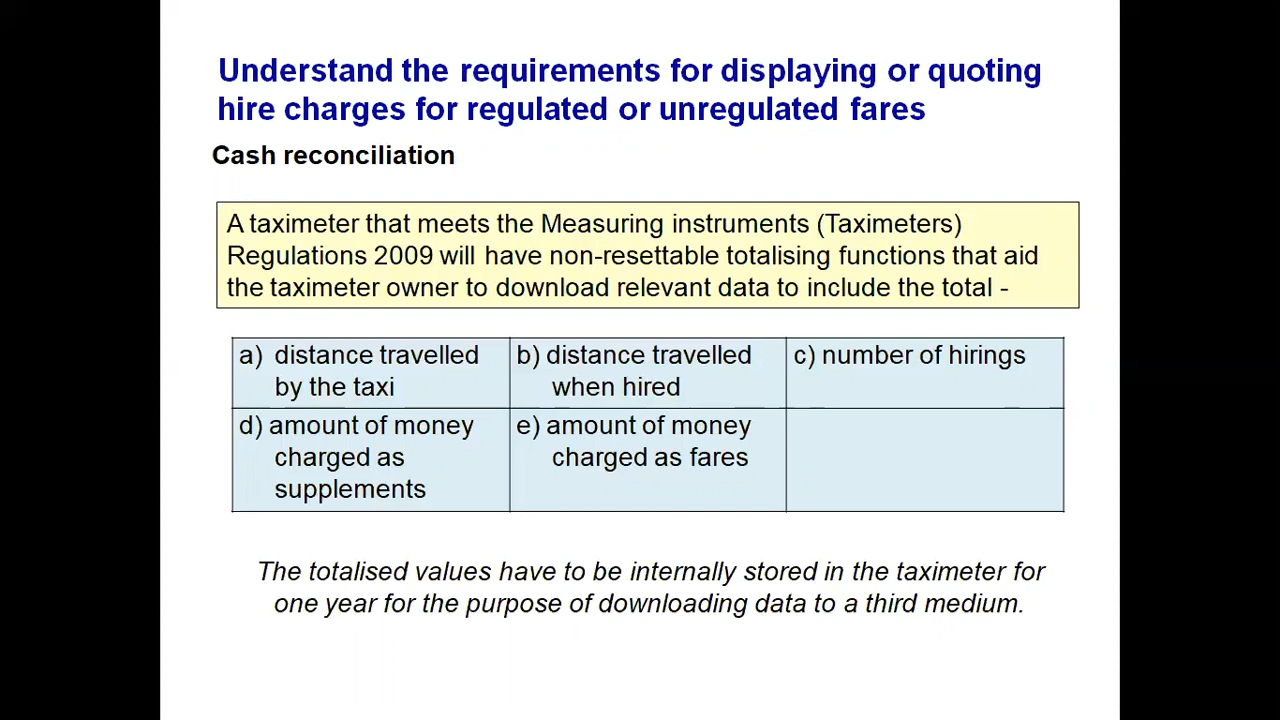 Understand the requirements for displaying or quoting
hire charges for regulated or unregulated fares
Cash reconciliation
A taximeter that meets the Measuring instruments (Taximeters)
Regulations 2009 will have non-resettable totalising functions that aid
the taximeter owner to download relevant data to include the total -
a) distance travelled
by the taxi
b) distance travelled
when hired
c) number of hirings
d) amount of money
charged as
supplements
e) amount of money
charged as fares
The totalised values have to be internally stored in the taximeter for
one year for the purpose of downloading data to a third medium.